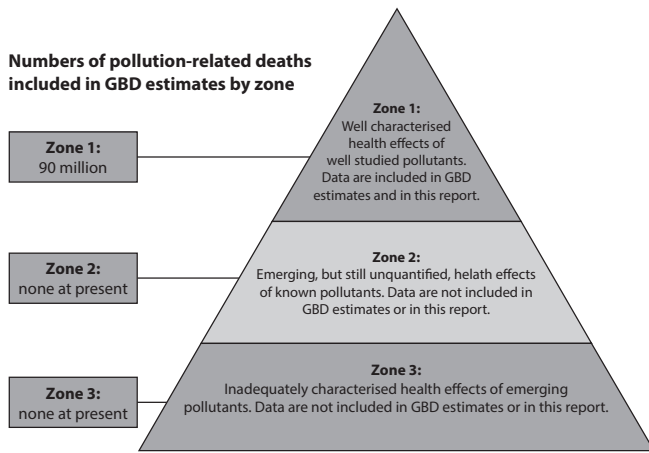 Numbers of pollution-related deaths
included in GBD estimates by zone
Zone 1:
90 million
Zone 2:
none at present
Zone 3:
none at present
Zone 1:
Well characterised
health effects of
well studied pollutants.
Data are included in GBD
estimates and in this report.
Zone 2:
Emerging, but still unquantified, helath effects
of known pollutants. Data are not included in
GBD estimates or in this report.
Zone 3:
Inadequately characterised health effects of emerging
pollutants. Data are not included in GBD estimates or in this report.